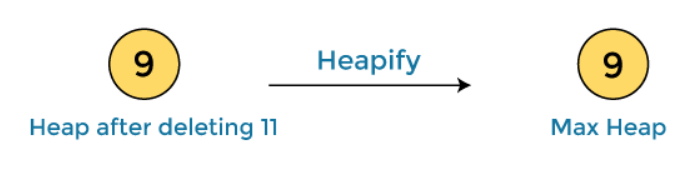 9
Heapify
9
Heap after deleting 11
Max Heap